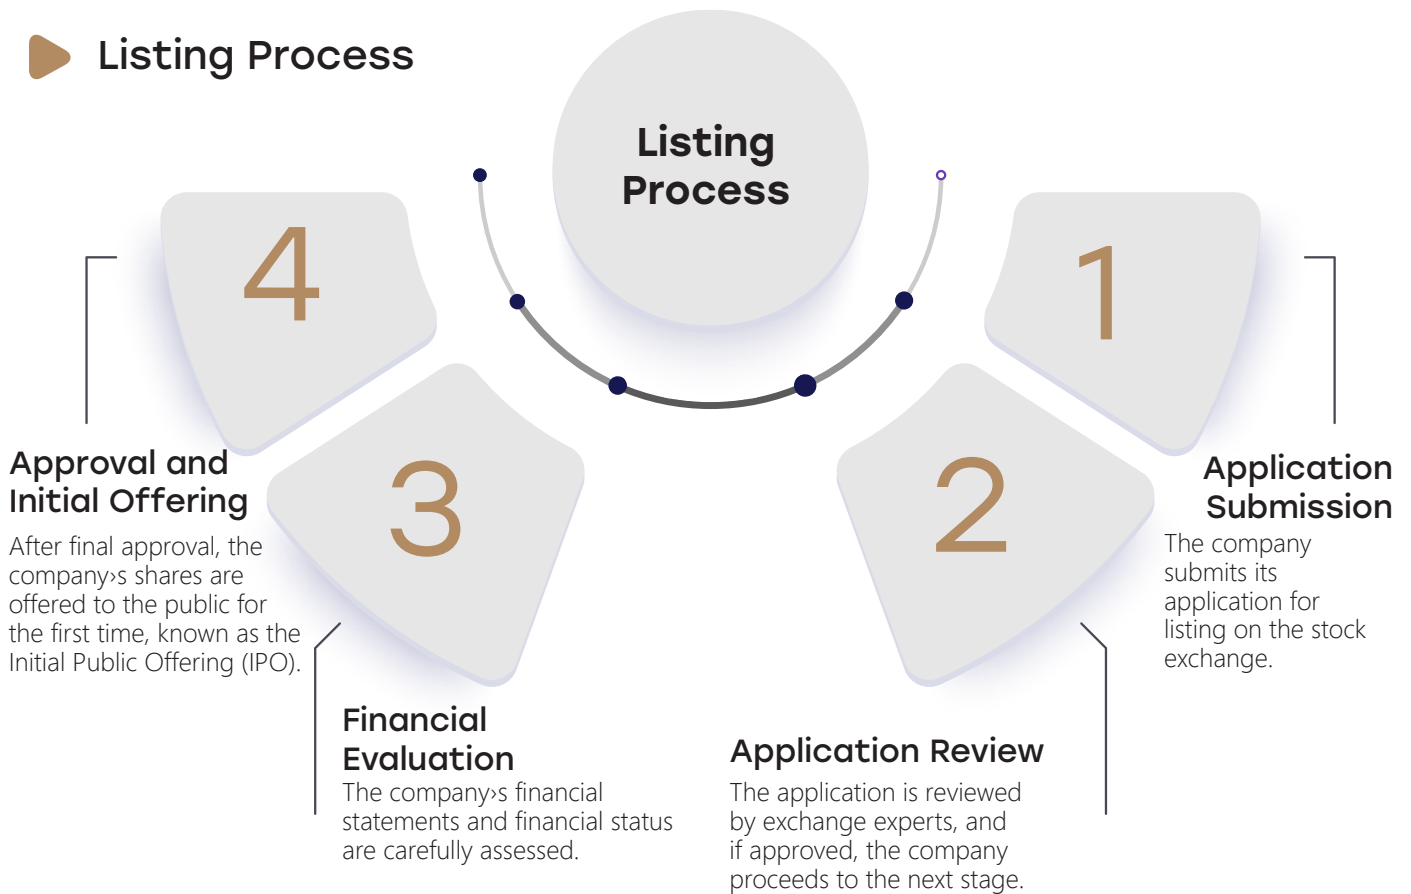 Listing Process
Listing
Process
1
Application
Submission
The company
submits its
application for
listing on the stock
exchange.
2
Application Review
The application is reviewed
by exchange experts, and
if approved, the company
proceeds to the next stage.
3
Financial
Evaluation
The company›s financial
statements and financial status
are carefully assessed.
4
Approval and
Initial Offering
After final approval, the
company›s shares are
offered to the public for
the first time, known as the
Initial Public Offering (IPO).